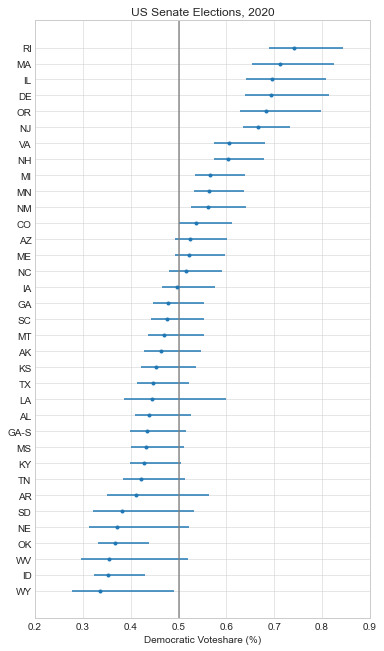 US Senate Elections, 2020
RI
MA
IL
DE
OR
NJ
VA
NH
MI
MN
NM
CO
AZ
ME
NC
IA
GA
SC
MT
AK
KS
TX
LA
AL
GA-S
MS
KY
TN
AR
SD
NE
OK
WV
ID
WY
0.2 0.3 0.4 0.5 0.6 0.7 0.8 0.9
Democratic Voteshare (%)